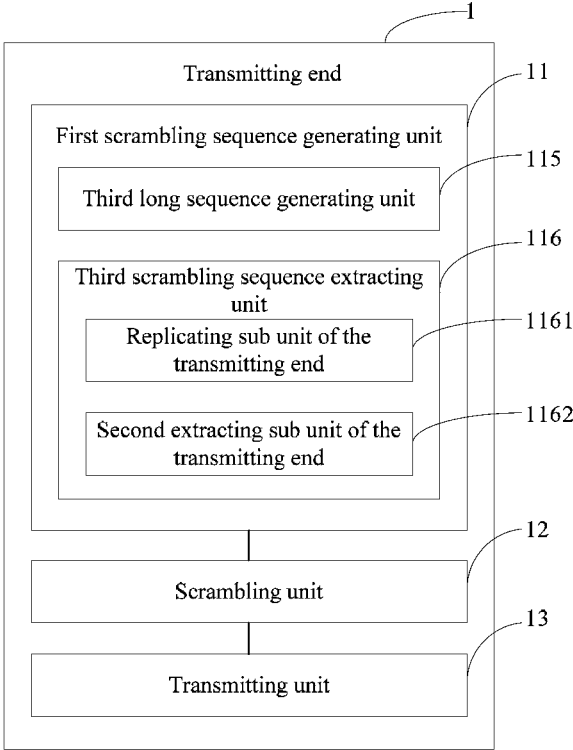 1
Transmitting end
11
First scrambling sequence generating unit
115
Third long sequence generating unit
116
Third scrambling sequence extracting
unit
1161
Replicating sub unit of the
transmitting end
1162
Second extracting sub unit of the
transmitting end
12
Scrambling unit
13
Transmitting unit